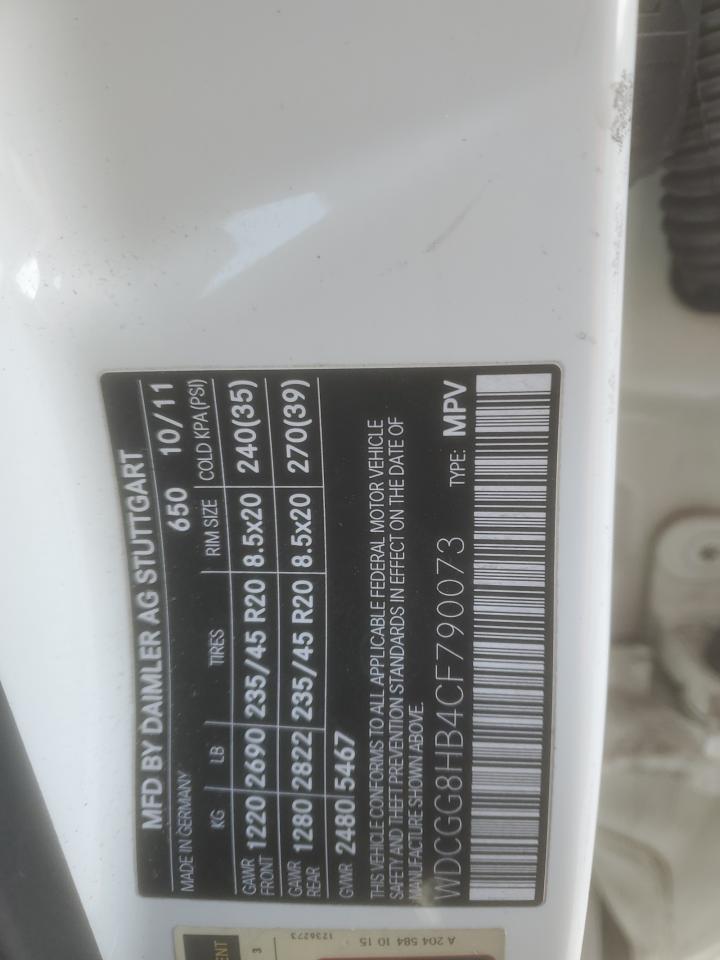 MFD BY DAIMLER AG STUTTGART
MADE IN GERMANY 650 10/11
KG LB TIRES RIM SIZE COLD KPA (PSI)
GAWR FRONT 1220 2690 235/45 R20 8.5x20 240(35)
GAWR REAR 1280 2822 235/45 R20 8.5x20 270(39)
GVWR 2480 5467
THIS VEHICLE CONFORMS TO ALL APPLICABLE FEDERAL MOTOR VEHICLE
SAFETY AND THEFT PREVENTION STANDARDS IN EFFECT ON THE DATE OF
MANUFACTURE SHOWN ABOVE.
WDCGG8HB4CF790073 TYPE: MPV
A 204 584 10 15 1236273
3